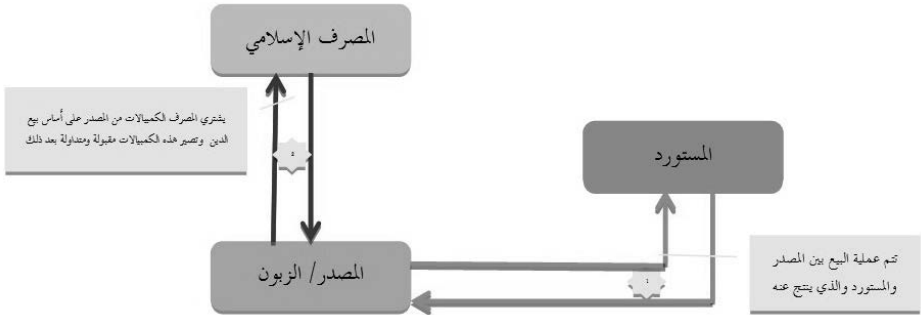 المصرف الإسلامي
يشتري المصرف الكمبيالات من المصدر على أساس بيع
الدين وتصير هذه الكمبيالات مقبولة ومتداولة بعد ذلك
المستورد
المصدر/ الزبون
تتم عملية البيع بين المصدر
والمستورد والذي ينتج عنه